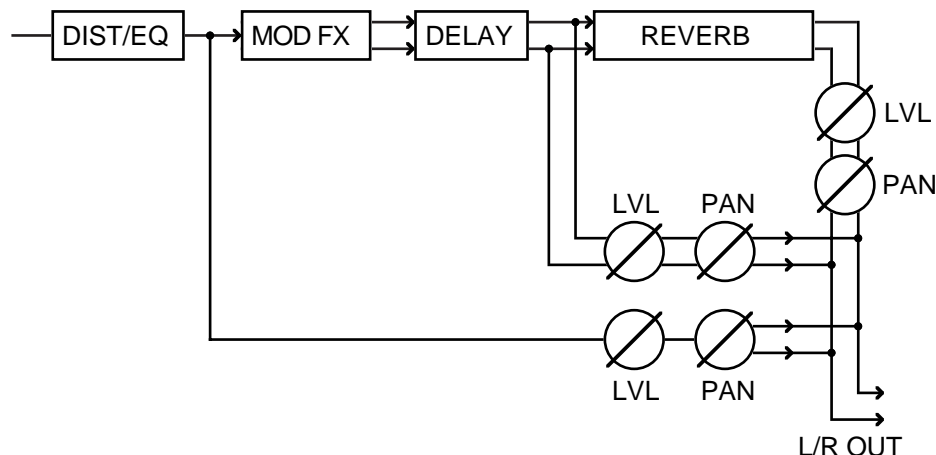 DIST/EQ MOD FX DELAY REVERB
LVL
PAN
LVL PAN
LVL PAN
L/R OUT